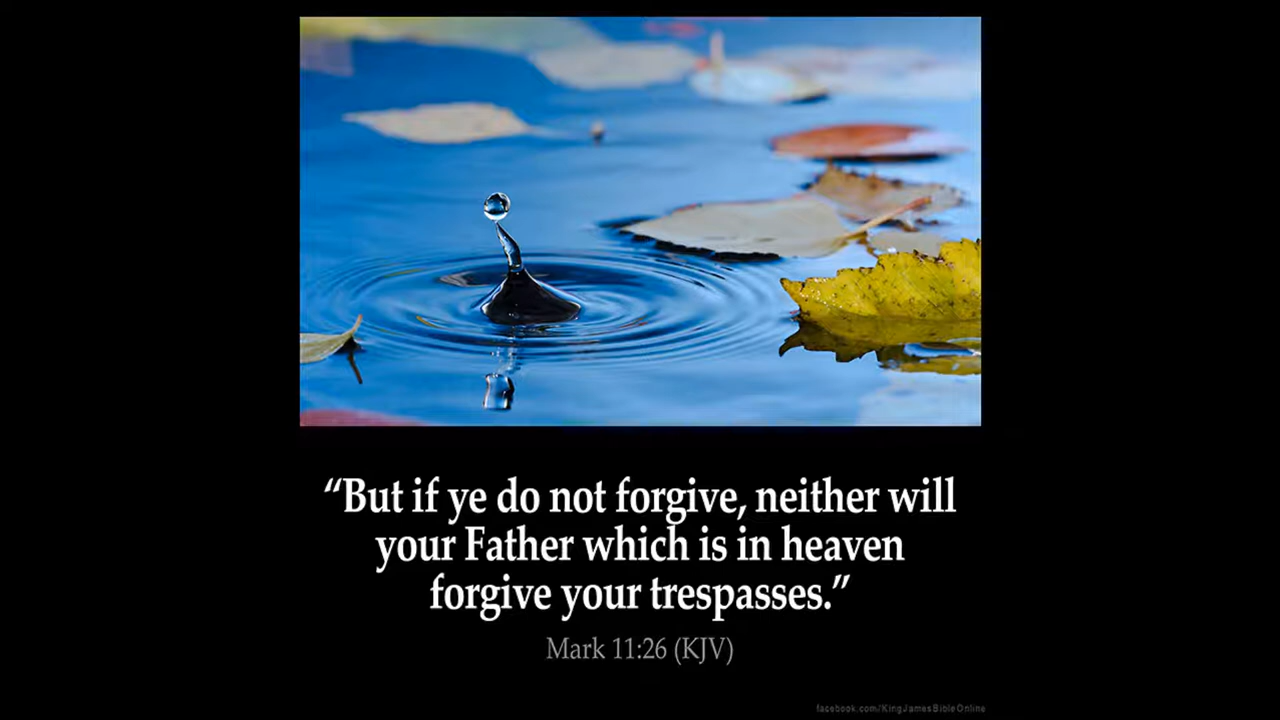 “But if ye do not forgive, neither will
your Father which is in heaven
forgive your trespasses.”
Mark 11:26 (KJV)
facebook.com/KingJamesBibleOnline